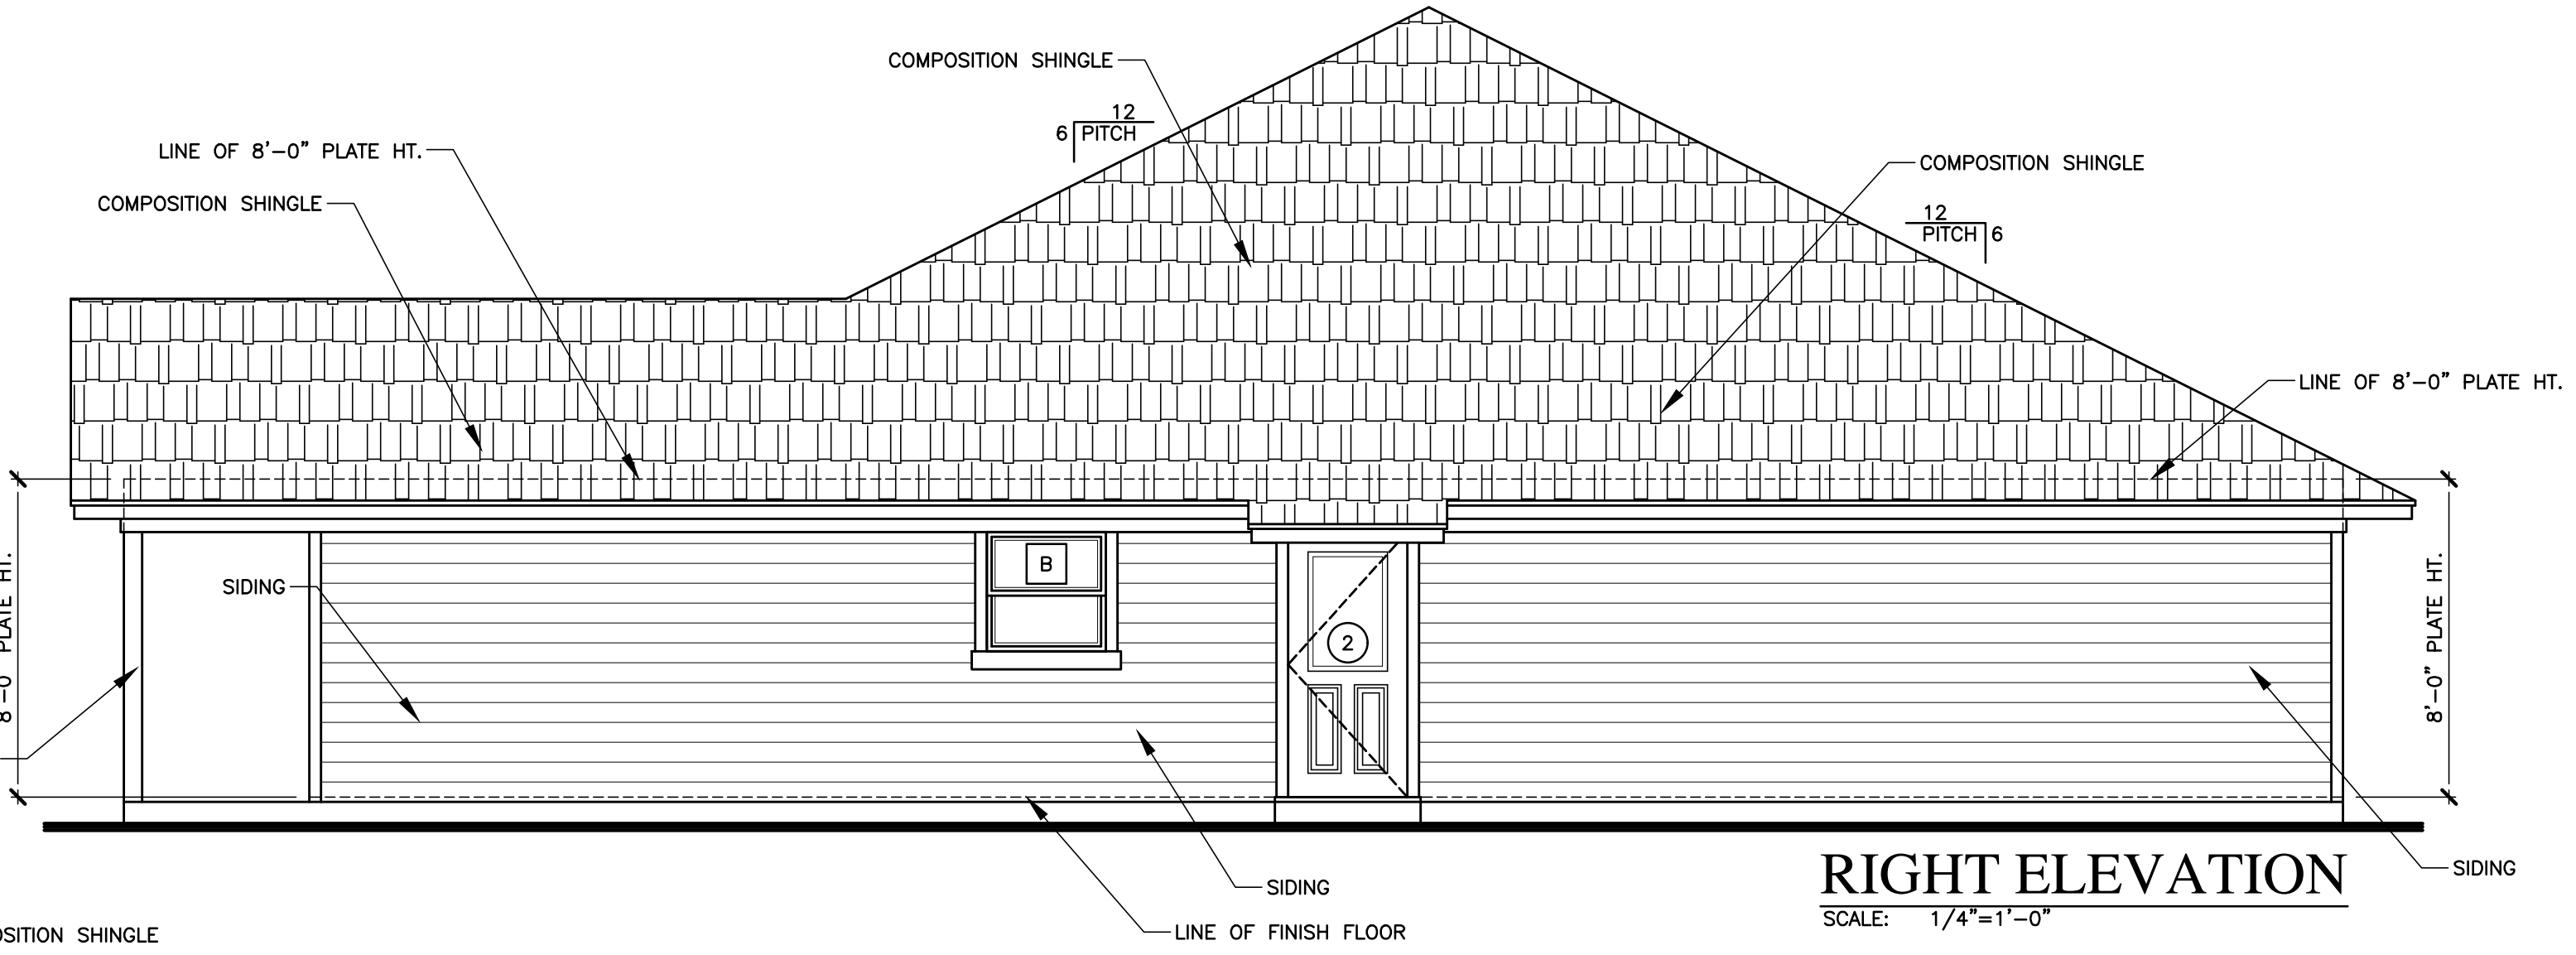 COMPOSITION SHINGLE
12
6 PITCH
LINE OF 8'-0" PLATE HT.
COMPOSITION SHINGLE
COMPOSITION SHINGLE
12
PITCH 6
LINE OF 8'-0" PLATE HT.
8'-0" PLATE HT.
B
SIDING
2
8'-0" PLATE HT.
SIDING
SIDING
LINE OF FINISH FLOOR
RIGHT ELEVATION
SCALE: 1/4"=1'-0"
OSITION SHINGLE